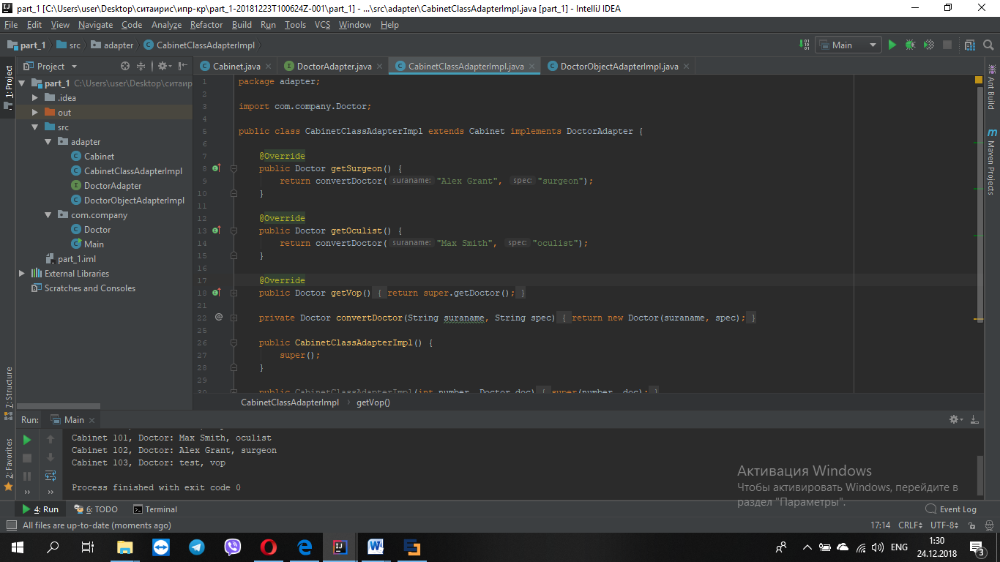 part_1 [C:\Users\user\Desktop\ситаирис\ипр-кр\part_1-20181223T100624Z-001\part_1] - ...\src\adapter\CabinetClassAdapterImpl.java [part_1] - IntelliJ IDEA
File Edit View Navigate Code Analyze Refactor Build Run Tools VCS Window Help
part_1 src adapter CabinetClassAdapterImpl Main
Project Cabinet.java DoctorAdapter.java CabinetClassAdapterImpl.java DoctorObjectAdapterImpl.java
1: Project
7: Structure
2: Favorites
part_1 C:\Users\user\Desktop\ситаир
.idea
out
src
adapter
Cabinet
CabinetClassAdapterImpl
DoctorAdapter
DoctorObjectAdapterImpl
com.company
Doctor
Main
part_1.iml
External Libraries
Scratches and Consoles
1 package adapter;
2
3 import com.company.Doctor;
4
5 public class CabinetClassAdapterImpl extends Cabinet implements DoctorAdapter {
6
7 @Override
8 public Doctor getSurgeon() {
9 return convertDoctor( suraname: "Alex Grant", spec: "surgeon");
10 }
11
12 @Override
13 public Doctor getOculist() {
14 return convertDoctor( suraname: "Max Smith", spec: "oculist");
15 }
16
17 @Override
18 public Doctor getVop() { return super.getDoctor(); }
21
22 @ private Doctor convertDoctor(String suraname, String spec) { return new Doctor(suraname, spec); }
25
26 public CabinetClassAdapterImpl() {
27 super();
28 }
29
30 public CabinetClassAdapterImpl(int number, Doctor doc) { super(number, doc); }
CabinetClassAdapterImpl getVop()
Ant Build
m Maven Projects
Run: Main
Cabinet 101, Doctor: Max Smith, oculist
Cabinet 102, Doctor: Alex Grant, surgeon
Cabinet 103, Doctor: test, vop
Process finished with exit code 0
Активация Windows
Чтобы активировать Windows, перейдите в
раздел "Параметры".
4: Run 6: TODO Terminal Event Log
All files are up-to-date (moments ago) 17:14 CRLF UTF-8
ENG 1:30
24.12.2018
3